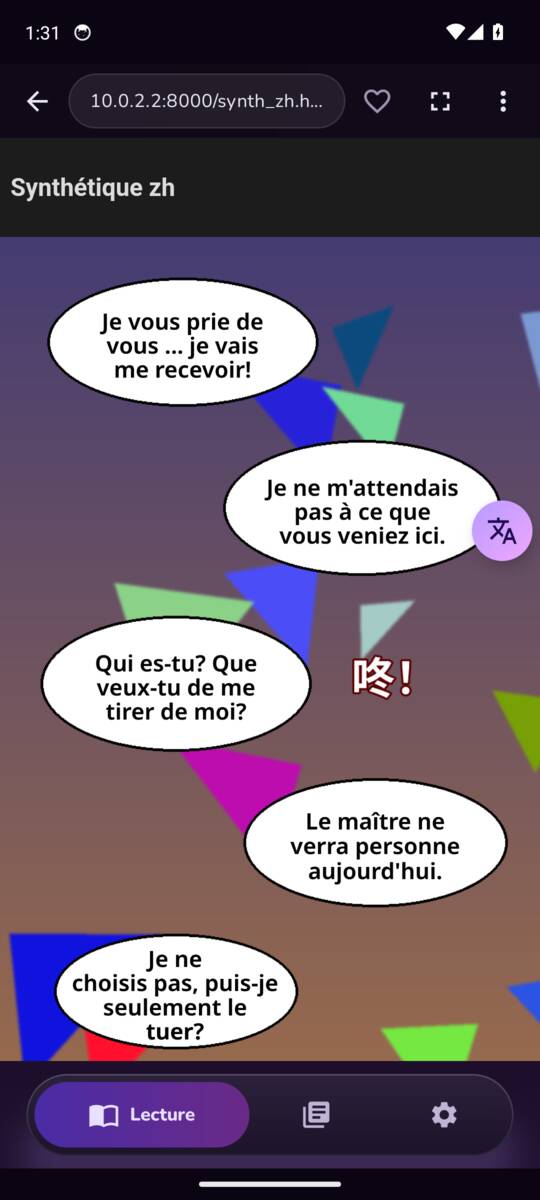 1:31
10.0.2.2:8000/synth_zh.h...
Synthétique zh
Je vous prie de
vous ... je vais
me recevoir!
Je ne m'attendais
pas à ce que
vous veniez ici.
Qui es-tu? Que
veux-tu de me
tirer de moi?
咚!
Le maître ne
verra personne
aujourd'hui.
Je ne
choisis pas, puis-je
seulement le
tuer?
Lecture